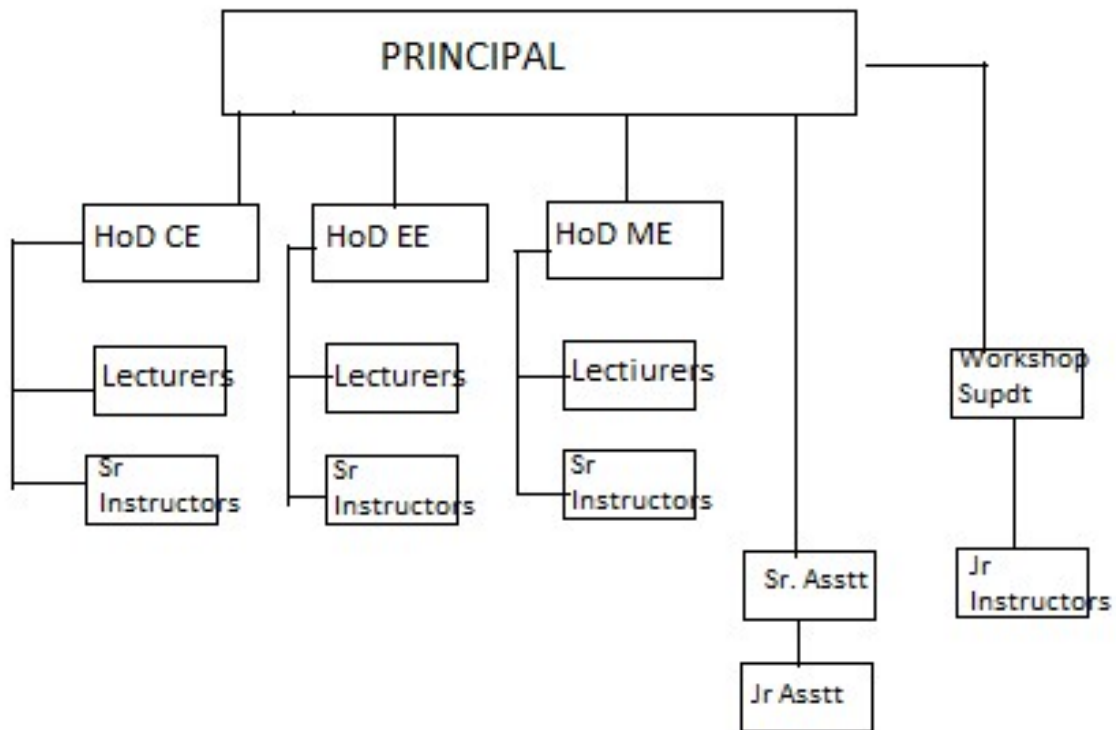 PRINCIPAL
HoD CE
HoD EE
HoD ME
Lecturers
Lecturers
Lectiurers
Workshop
Supdt
Sr
Instructors
Sr
Instructors
Sr
Instructors
Sr. Asstt
Jr
Instructors
Jr Asstt